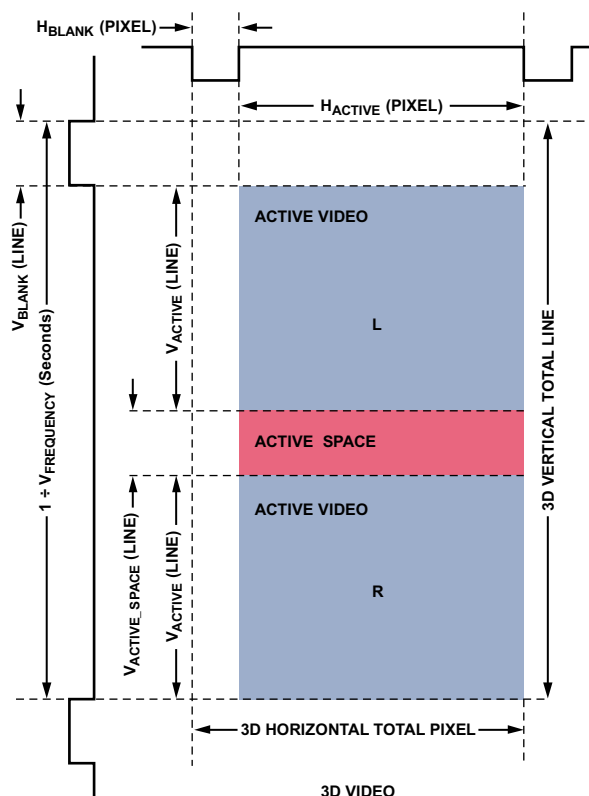 HBLANK (PIXEL)
HACTIVE (PIXEL)
VBLANK (LINE)
1 ÷ VFREQUENCY (Seconds)
VACTIVE (LINE)
ACTIVE VIDEO
L
3D VERTICAL TOTAL LINE
ACTIVE SPACE
VACTIVE_SPACE (LINE)
VACTIVE (LINE)
ACTIVE VIDEO
R
3D HORIZONTAL TOTAL PIXEL
3D VIDEO